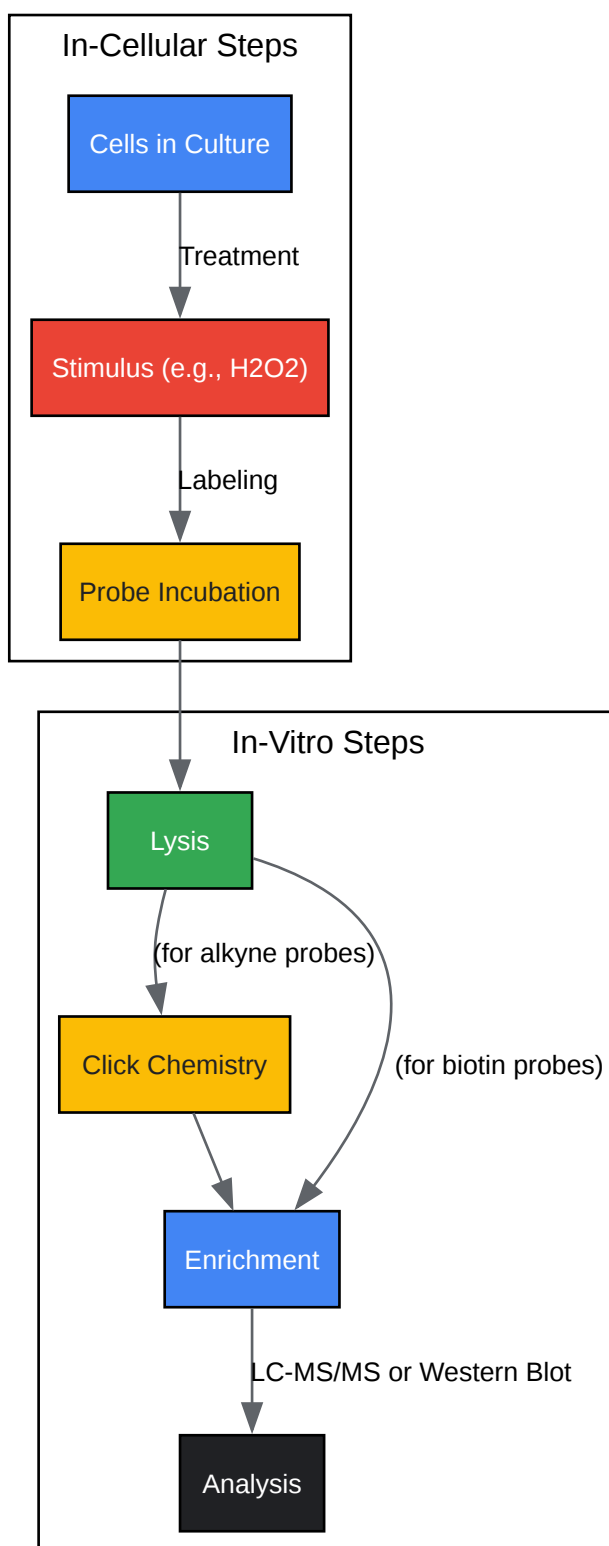 In-Cellular Steps
Cells in Culture
Treatment
Stimulus (e.g., H2O2)
Labeling
Probe Incubation
In-Vitro Steps
Lysis
(for alkyne probes)
Click Chemistry
(for biotin probes)
Enrichment
LC-MS/MS or Western Blot
Analysis